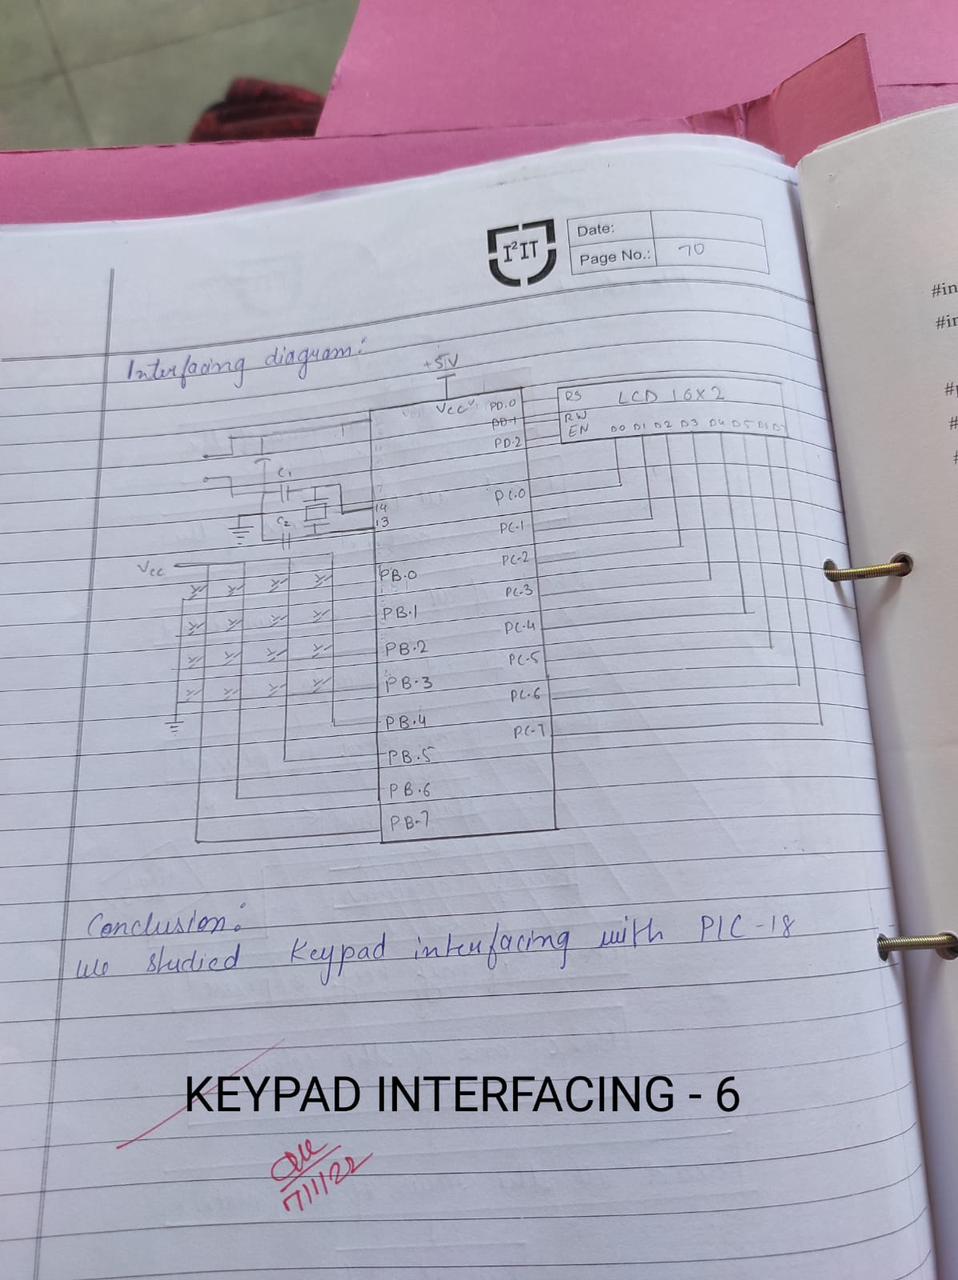 I²IT
Date:
Page No.: 70
#in
#in
Interfacing diagram:
+5V
Vcc
PD.0
PD.1
PD.2
RS
RW
EN
LCD 16x2
D0 D1 D2 D3 D4 D5 D6 D7
C1
C2
14
13
PC.0
PC-1
PC-2
PC-3
PC-4
PC-5
PC-6
PC-7
Vcc
PB.0
PB.1
PB.2
PB.3
PB.4
PB.5
PB.6
PB-7
#
#
Conclusion:
We studied Keypad interfacing with PIC-18
KEYPAD INTERFACING - 6
7/1/22